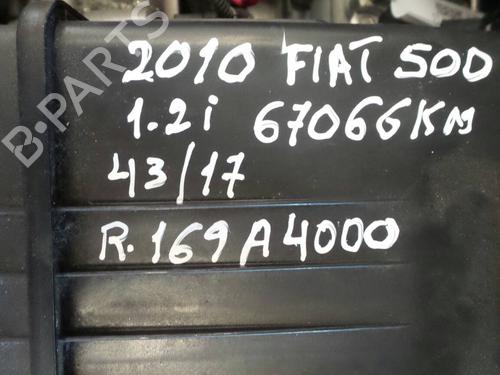 B-PARTS
2010 FIAT 500
1.2i 67066KM
43/17
R.169A4000